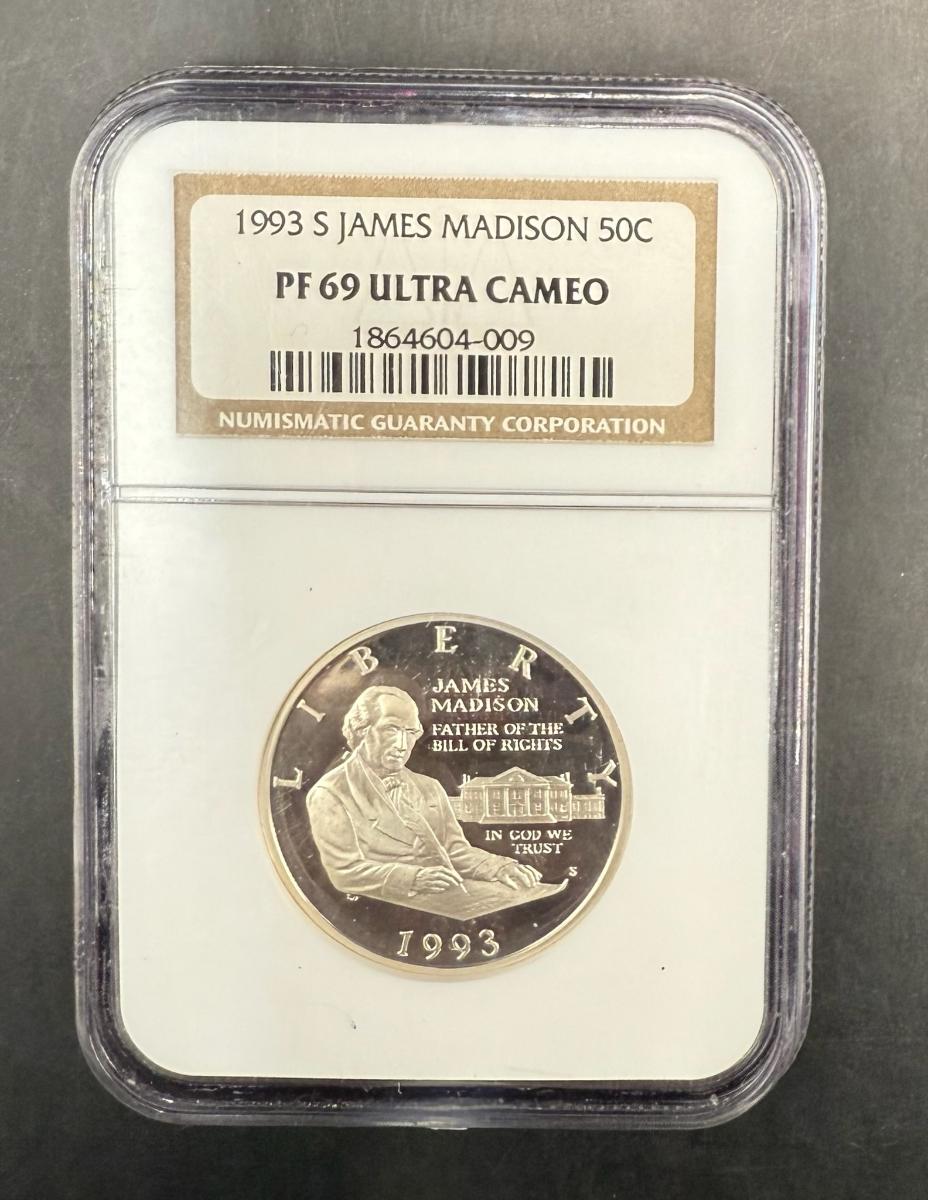 1993 S JAMES MADISON 50C
PF 69 ULTRA CAMEO
1864604-009
NUMISMATIC GUARANTY CORPORATION
LIBERTY
JAMES
MADISON
FATHER OF THE
BILL OF RIGHTS
IN GOD WE
TRUST
S
1993